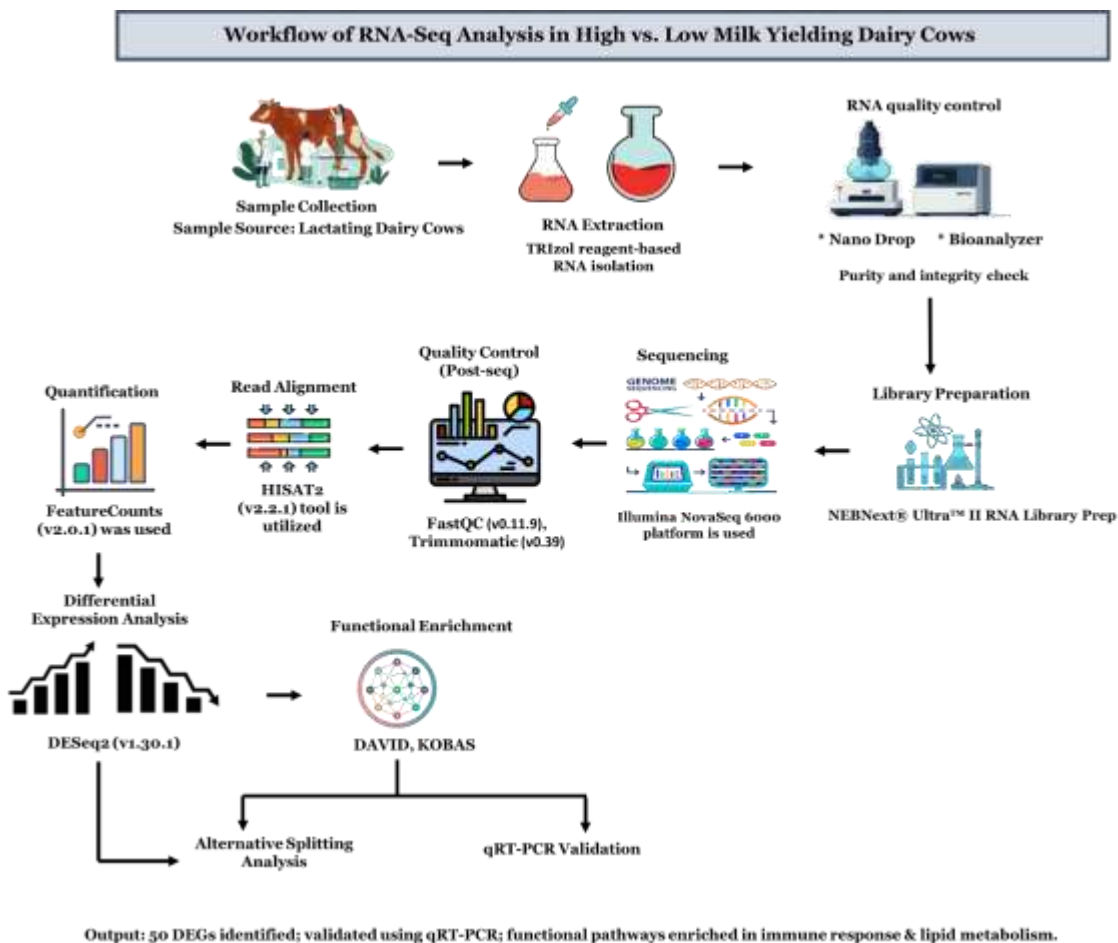 Workflow of RNA-Seq Analysis in High vs. Low Milk Yielding Dairy Cows
Sample Collection
Sample Source: Lactating Dairy Cows
RNA Extraction
TRIzol reagent-based
RNA isolation
RNA quality control
* Nano Drop * Bioanalyzer
Purity and integrity check
Library Preparation
NEBNext® Ultra™ II RNA Library Prep
Sequencing
GENOME
SEQUENCING
Illumina NovaSeq 6000
platform is used
Quality Control
(Post-seq)
FastQC (v0.11.9),
Trimmomatic (v0.39)
Read Alignment
HISAT2
(v2.2.1) tool is
utilized
Quantification
FeatureCounts
(v2.0.1) was used
Differential
Expression Analysis
DESeq2 (v1.30.1)
Functional Enrichment
DAVID, KOBAS
Alternative Splitting
Analysis
qRT-PCR Validation
Output: 50 DEGs identified; validated using qRT-PCR; functional pathways enriched in immune response & lipid metabolism.